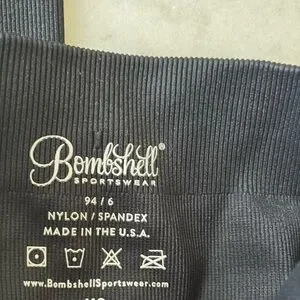 Bombshell®
SPORTSWEAR
94 / 6
NYLON / SPANDEX
MADE IN THE U.S.A.
www.BombshellSportswear.com